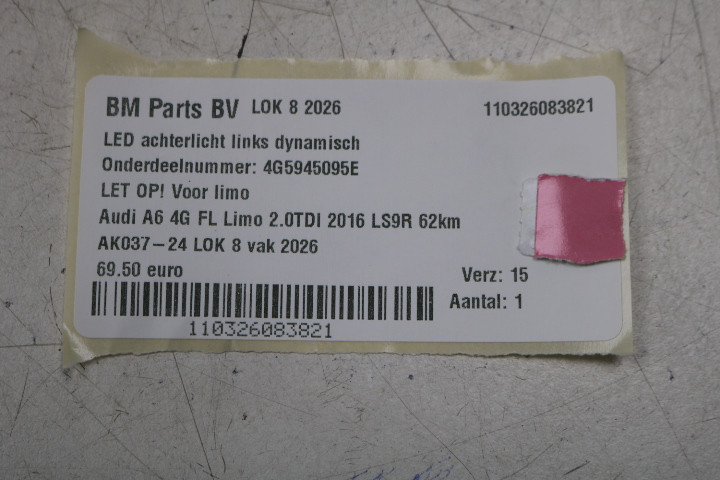 BM Parts BV LOK 8 2026 110326083821
LED achterlicht links dynamisch
Onderdeelnummer: 4G5945095E
LET OP! Voor limo
Audi A6 4G FL Limo 2.0TDI 2016 LS9R 62km
AK037-24 LOK 8 vak 2026
69.50 euro Verz: 15
Aantal: 1
110326083821